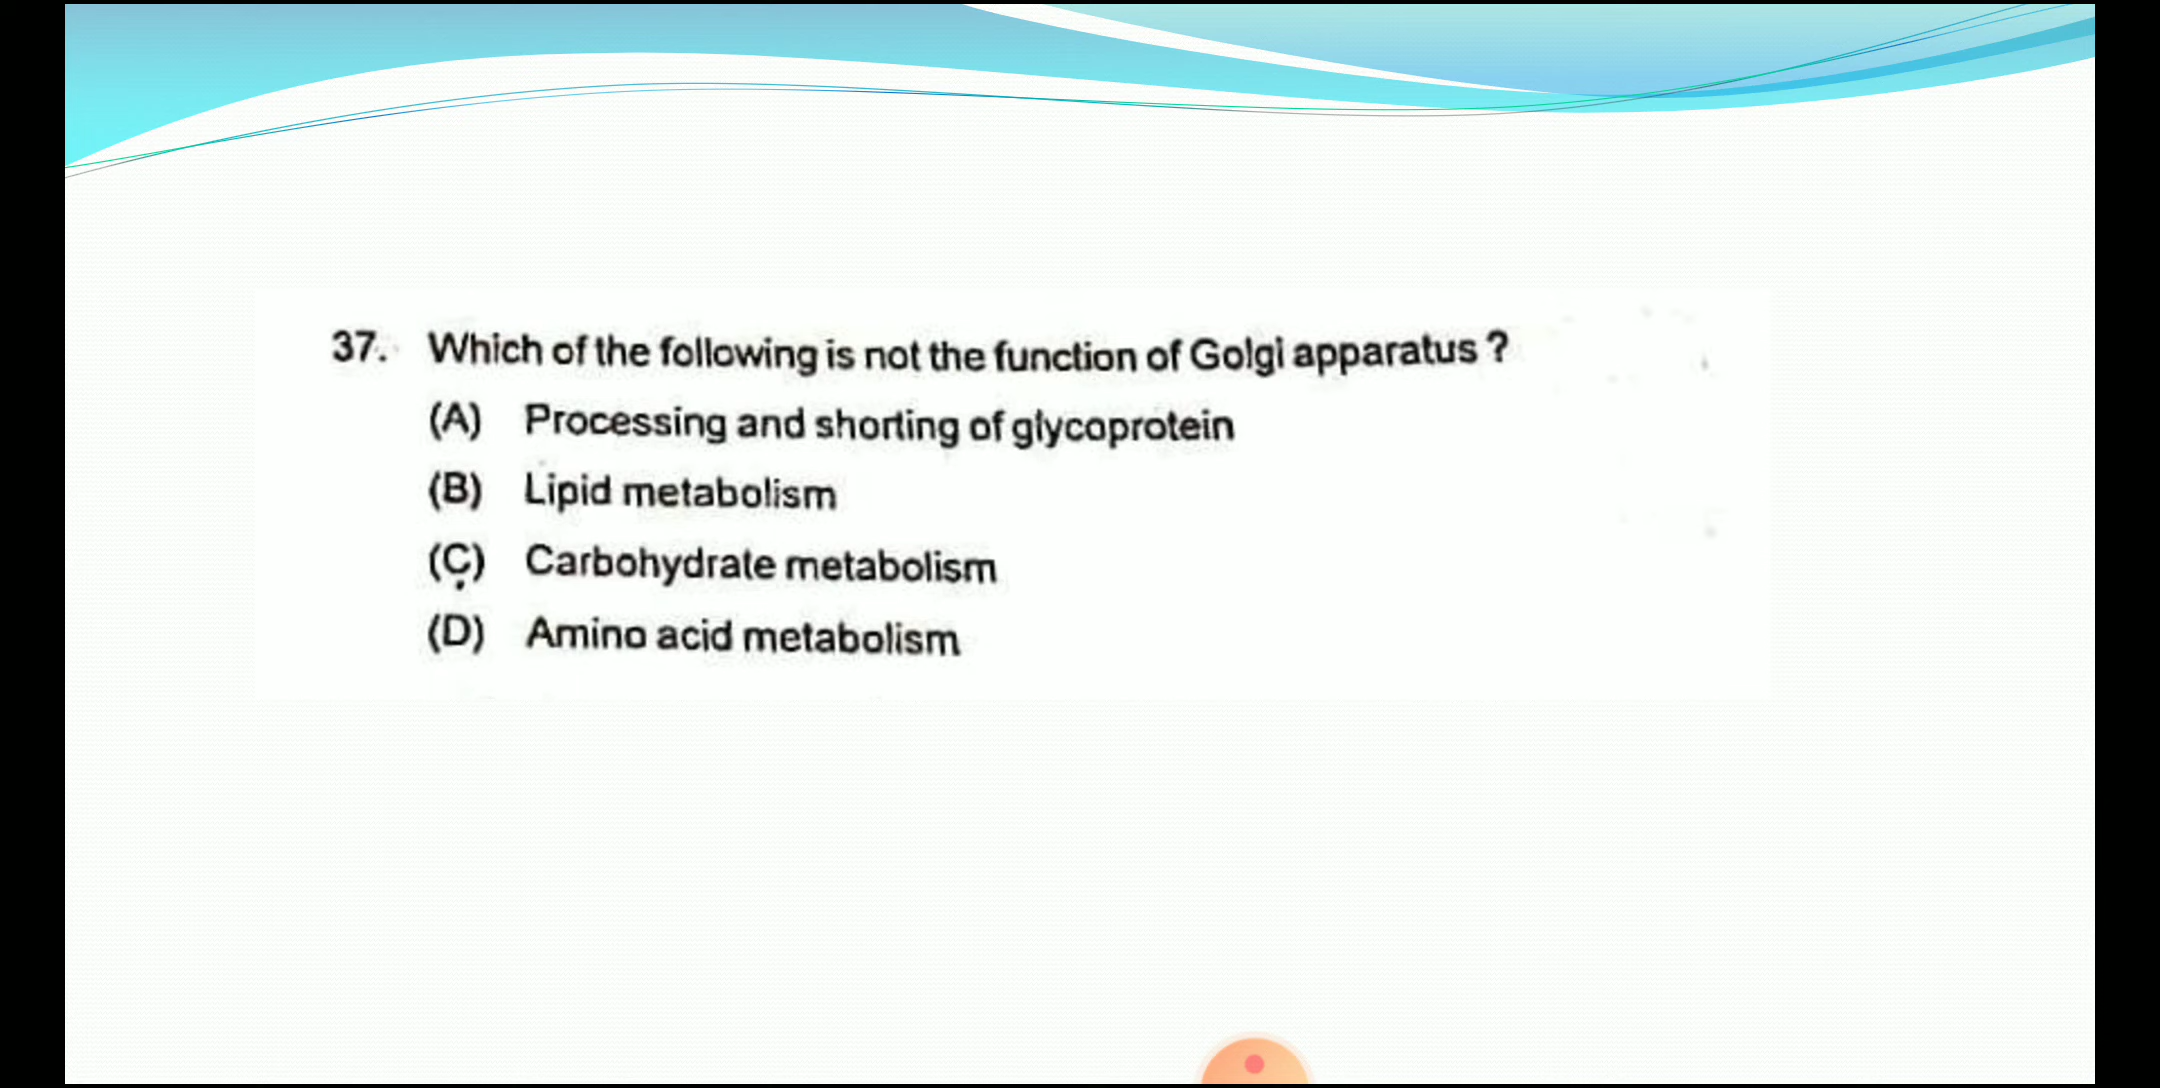 37. Which of the following is not the function of Golgi apparatus ?
(A) Processing and shorting of glycoprotein
(B) Lipid metabolism
(C) Carbohydrate metabolism
(D) Amino acid metabolism